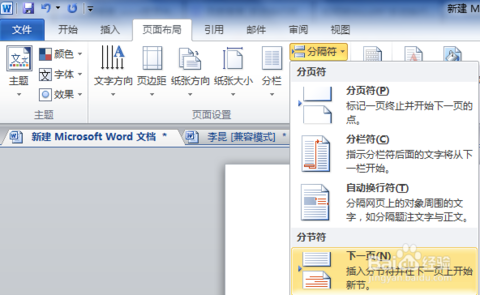 新建 M
文件 开始 插入 页面布局 引用 邮件 审阅 视图
主题 颜色 字体 效果
文字方向 页边距 纸张方向 纸张大小 分栏
分隔符
主题 页面设置
新建 Microsoft Word 文档 * 李昆 [兼容模式] *
分页符
分页符(P)
标记一页终止并开始下一页的
点。
分栏符(C)
指示分栏符后面的文字将从下
一栏开始。
自动换行符(T)
分隔网页上的对象周围的文
字，如分隔题注文字与正文。
分节符
下一页(N)
插入分节符并在下一页上开始
新节。
Baidu 经验